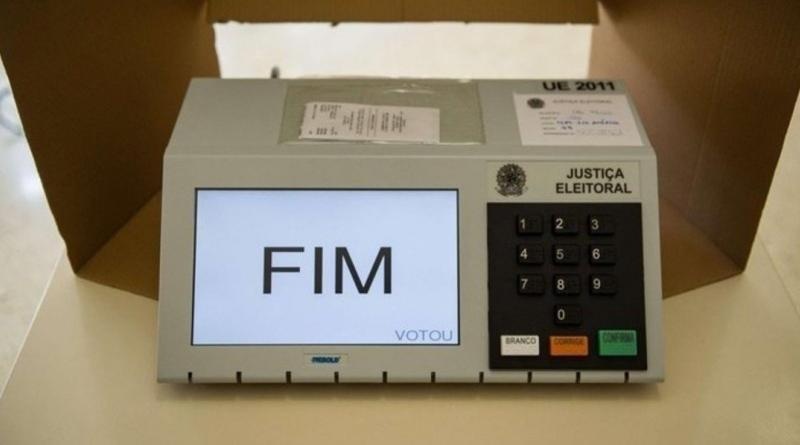 UE 2011
JUSTIÇA ELEITORAL
JUSTIÇA
ELEITORAL
1 2 3
4 5 6
7 8 9
0
BRANCO CORRIGE CONFIRMA
FIM
VOTOU
DIEBOLD